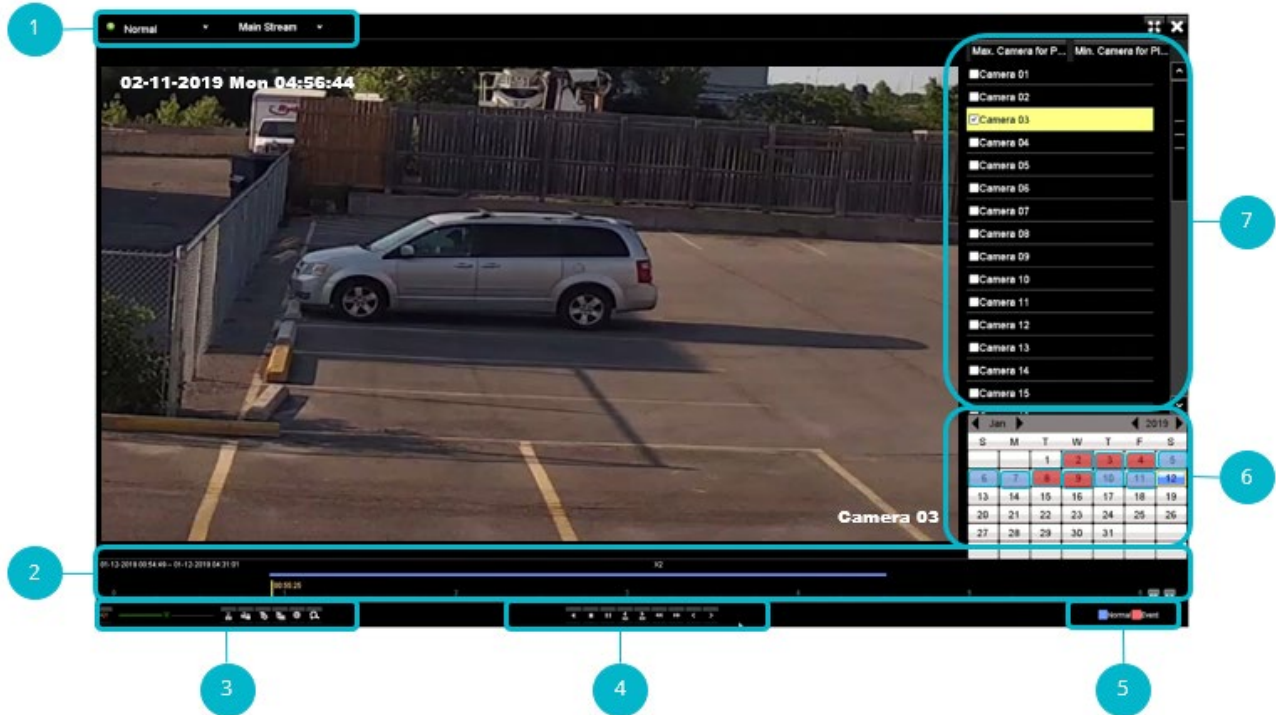 1
Normal Main Stream
02-11-2019 Mon 04:56:44
Max. Camera for P... Min. Camera for Pl...
Camera 01
Camera 02
Camera 03
Camera 04
Camera 05
Camera 06
Camera 07
Camera 08
Camera 09
Camera 10
Camera 11
Camera 12
Camera 13
Camera 14
Camera 15
7
Jan 2019
S M T W T F S
1 2 3 4 5
6 7 8 9 10 11 12
13 14 15 16 17 18 19
20 21 22 23 24 25 26
27 28 29 30 31
6
Camera 03
2
X2
00:55:25
Normal Event
3
4
5